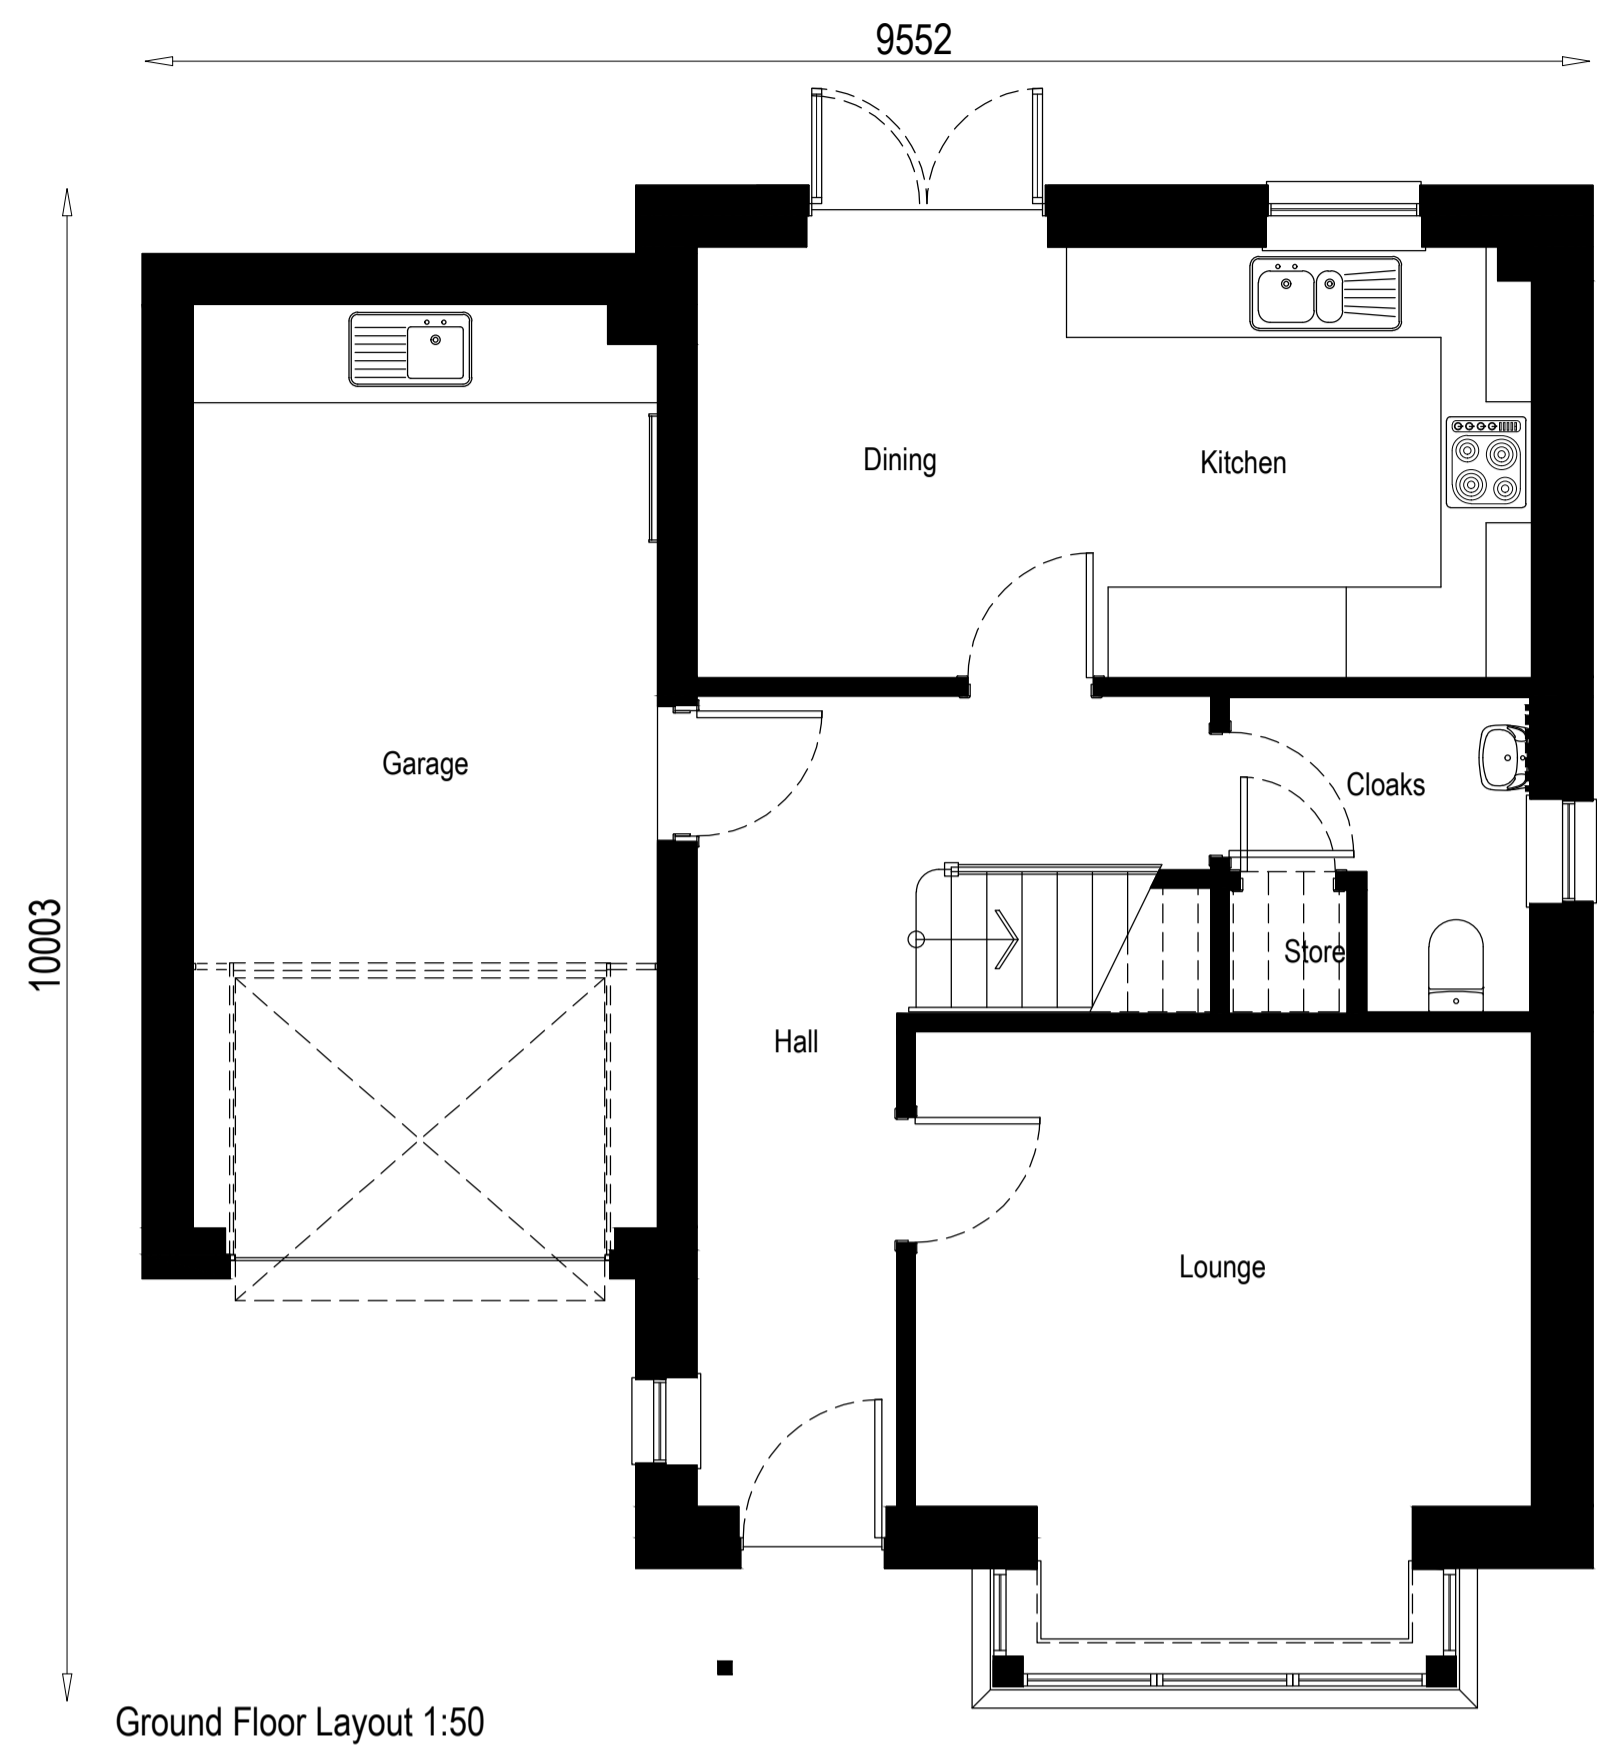 9552
Dining
Kitchen
Garage
Cloaks
10003
Store
Hall
Lounge
Ground Floor Layout 1:50